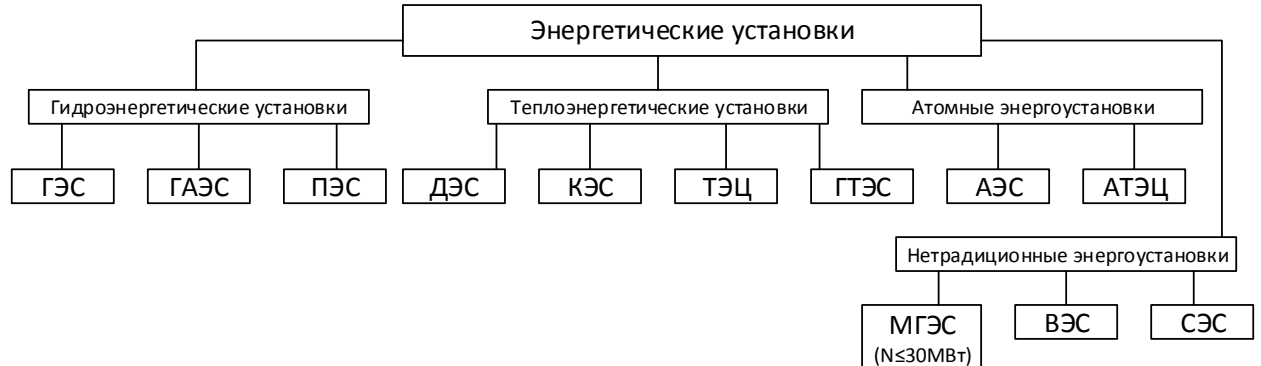 Энергетические установки
Гидроэнергетические установки
Теплоэнергетические установки
Атомные энергоустановки
ГЭС
ГАЭС
ПЭС
ДЭС
КЭС
ТЭЦ
ГТЭС
АЭС
АТЭЦ
Нетрадиционные энергоустановки
МГЭС
(N≤30МВт)
ВЭС
СЭС